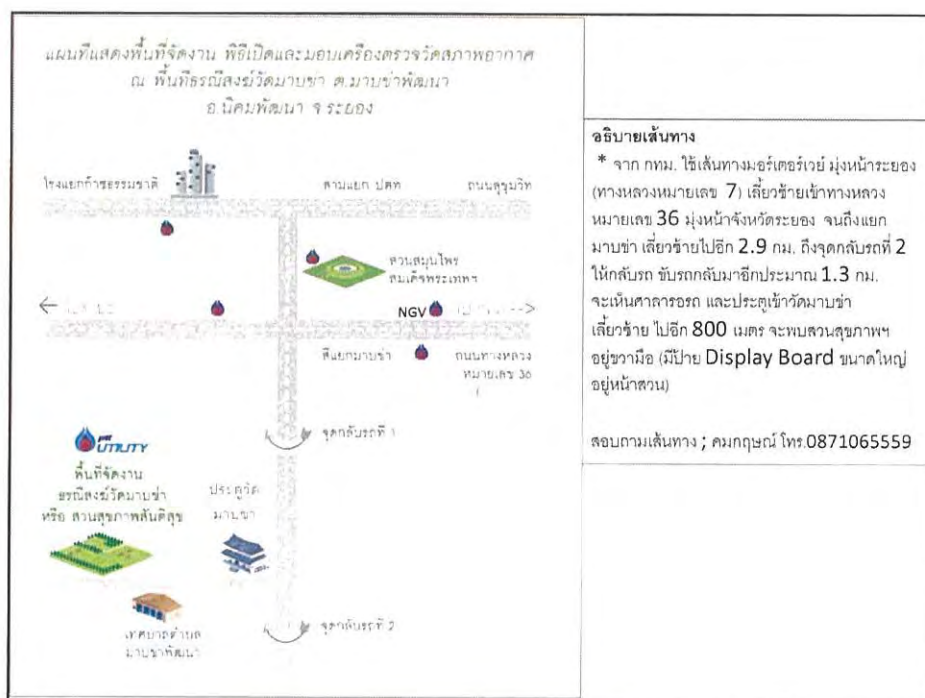 แผนที่แสดงพื้นที่จัดงาน พิธีเปิดและมอบเครื่องตรวจวัดสภาพอากาศ
ณ พื้นที่ธรณีสงฆ์วัดมาบข่า ต.มาบข่าพัฒนา
อ.นิคมพัฒนา จ ระยอง
โรงแยกก๊าซธรรมชาติ
สามแยก ปตท
ถนนสุขุมวิท
สวนสมุนไพร
สมเด็จพระเทพฯ
NGV
สี่แยกมาบข่า
ถนนทางหลวง
หมายเลข 36
จุดกลับรถที่ 1
ptt
UTILITY
พื้นที่จัดงาน
ธรณีสงฆ์วัดมาบข่า
หรือ สวนสุขภาพสันติสุข
ประตูวัด
มาบข่า
เทศบาลตำบล
มาบข่าพัฒนา
จุดกลับรถที่ 2
อธิบายเส้นทาง
* จาก กทม. ใช้เส้นทางมอร์เตอร์เวย์ มุ่งหน้าระยอง
(ทางหลวงหมายเลข 7) เลี้ยวซ้ายเข้าทางหลวง
หมายเลข 36 มุ่งหน้าจังหวัดระยอง จนถึงแยก
มาบข่า เลี้ยวซ้ายไปอีก 2.9 กม. ถึงจุดกลับรถที่ 2
ให้กลับรถ ขับรถกลับมาอีกประมาณ 1.3 กม.
จะเห็นศาลารอรถ และประตูเข้าวัดมาบข่า
เลี้ยวซ้าย ไปอีก 800 เมตร จะพบสวนสุขภาพฯ
อยู่ขวามือ (มีป้าย Display Board ขนาดใหญ่
อยู่หน้าสวน)
สอบถามเส้นทาง ; คมกฤษณ์ โทร.0871065559